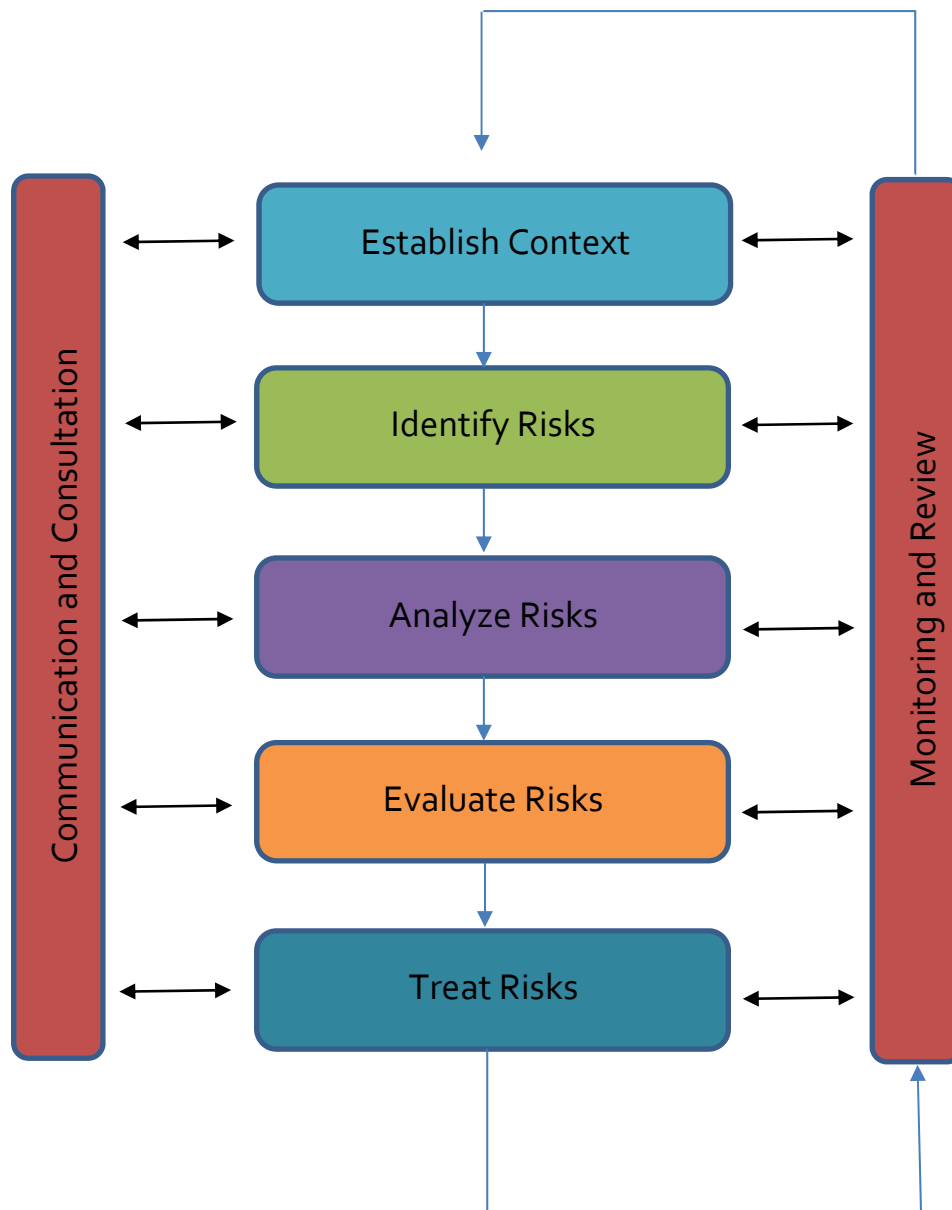 Establish Context
Identify Risks
Analyze Risks
Evaluate Risks
Treat Risks
Communication and Consultation
Monitoring and Review